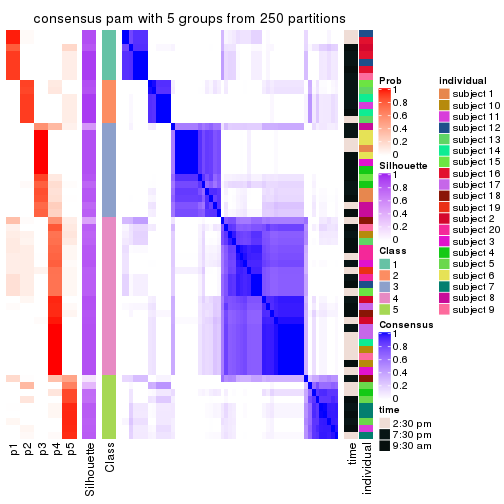 consensus pam with 5 groups from 250 partitions
Prob
1
0.8
0.6
0.4
0.2
0
Silhouette
1
0.8
0.6
0.4
0.2
0
Class
1
2
3
4
5
Consensus
1
0.8
0.6
0.4
0.2
0
time
2:30 pm
7:30 pm
9:30 am
individual
subject 1
subject 10
subject 11
subject 12
subject 13
subject 14
subject 15
subject 16
subject 17
subject 18
subject 19
subject 2
subject 20
subject 3
subject 4
subject 5
subject 6
subject 7
subject 8
subject 9
p1
p2
p3
p4
p5
Silhouette
Class
time
individual